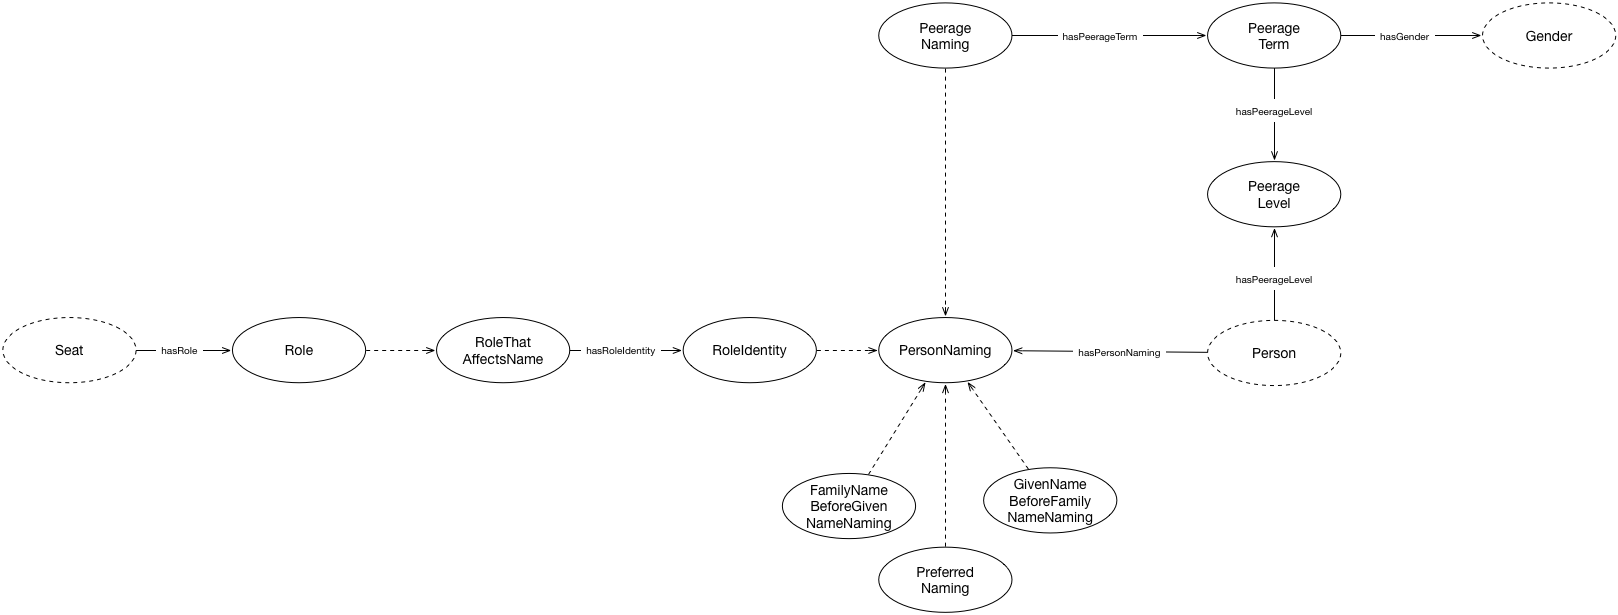 Peerage
Naming
hasPeerageTerm
Peerage
Term
hasGender
Gender
hasPeerageLevel
Peerage
Level
hasPeerageLevel
Seat
hasRole
Role
RoleThat
AffectsName
hasRoleIdentity
RoleIdentity
PersonNaming
hasPersonNaming
Person
FamilyName
BeforeGiven
NameNaming
GivenName
BeforeFamily
NameNaming
Preferred
Naming